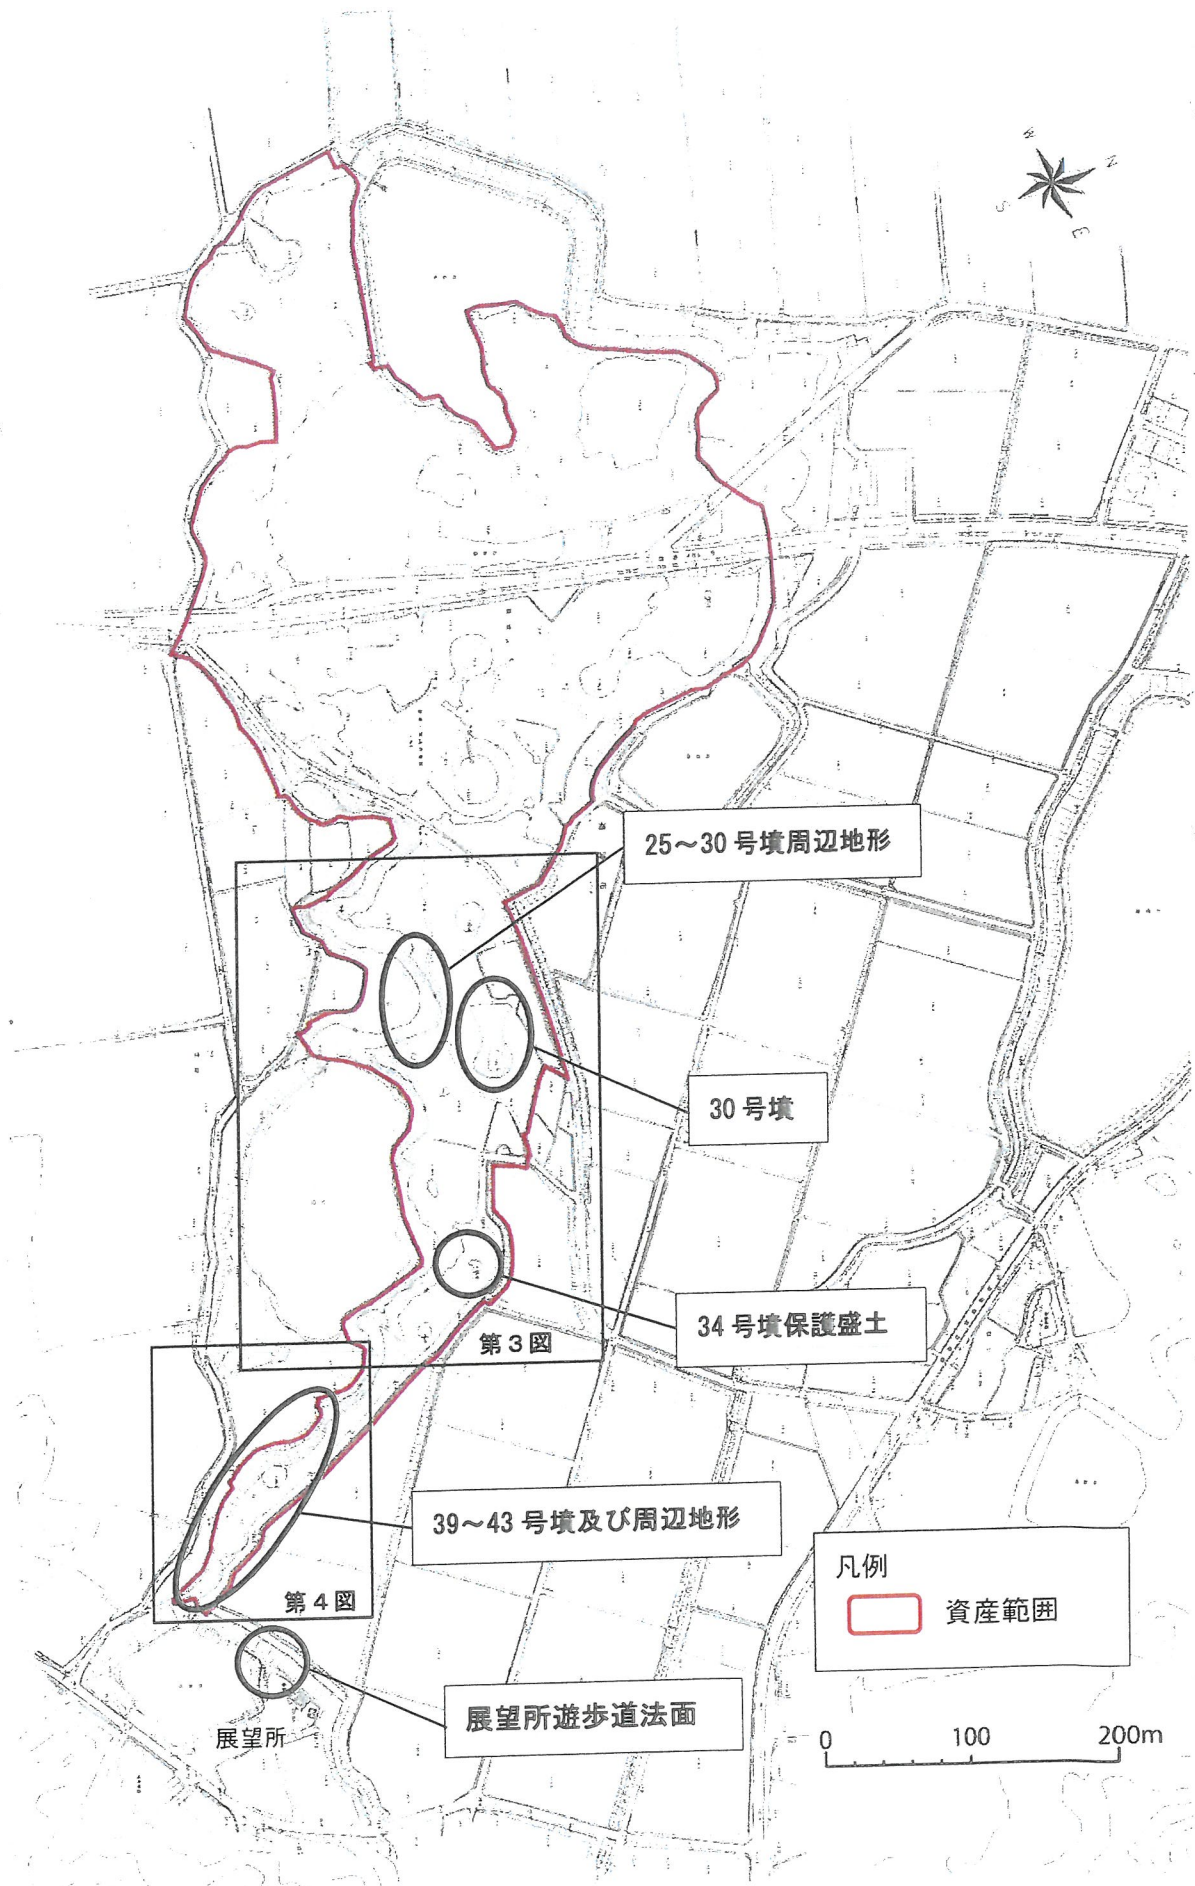 N
W
S
E
25～30 号墳周辺地形
30 号墳
34 号墳保護盛土
第３図
39～43 号墳及び周辺地形
第４図
凡例
資産範囲
展望所遊歩道法面
展望所
0 100 200m